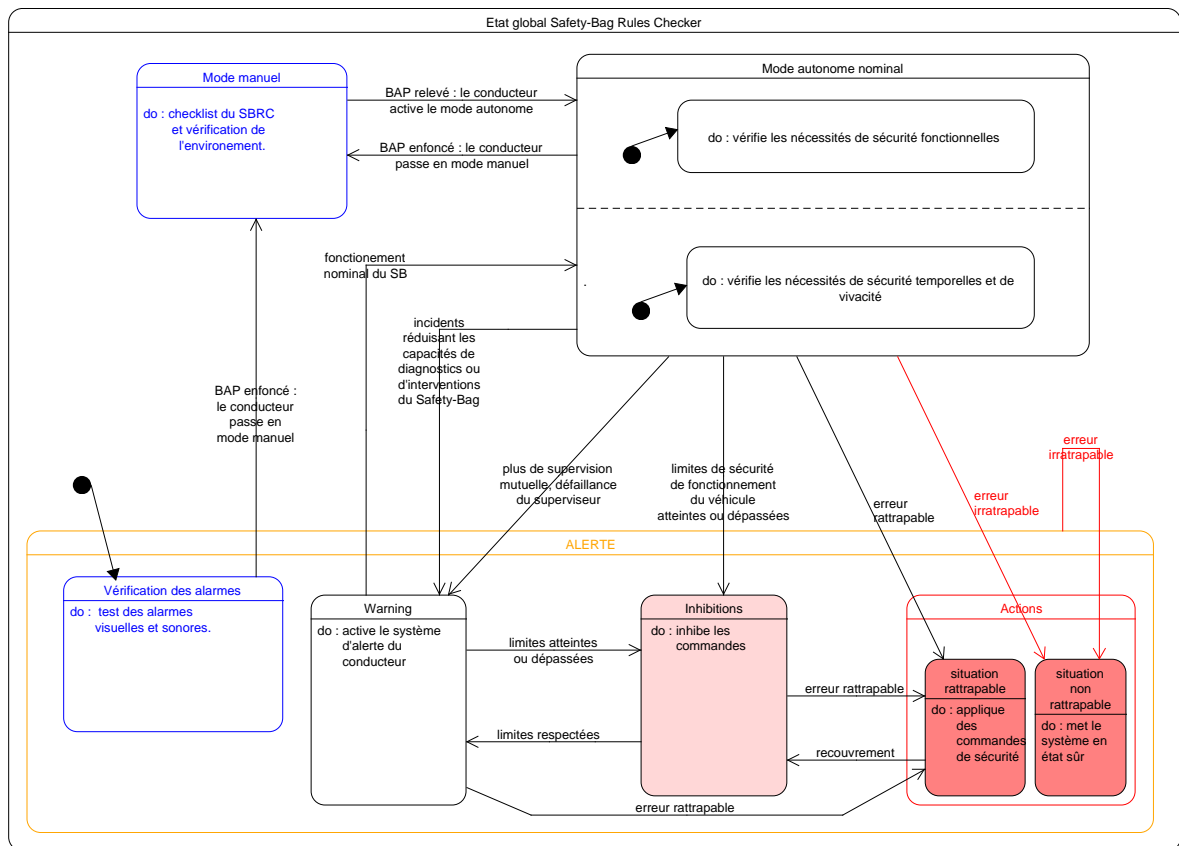 Etat global Safety-Bag Rules Checker
Mode manuel
do : checklist du SBRC
et vérification de
l'environement.
BAP relevé : le conducteur
active le mode autonome
BAP enfoncé : le conducteur
passe en mode manuel
Mode autonome nominal
do : vérifie les nécessités de sécurité fonctionnelles
do : vérifie les nécessités de sécurité temporelles et de
vivacité
fonctionement
nominal du SB
incidents
réduisant les
capacités de
diagnostics ou
d'interventions
du Safety-Bag
BAP enfoncé :
le conducteur
passe en
mode manuel
plus de supervision
mutuelle, défaillance
du superviseur
limites de sécurité
de fonctionnement
du véhicule
atteintes ou dépassées
erreur
rattrapable
erreur
irratrapable
erreur
irratrapable
ALERTE
Vérification des alarmes
do : test des alarmes
visuelles et sonores.
Warning
do : active le système
d'alerte du
conducteur
limites atteintes
ou dépassées
limites respectées
Inhibitions
do : inhibe les
commandes
erreur rattrapable
recouvrement
erreur rattrapable
Actions
situation
rattrapable
do : applique
des
commandes
de sécurité
situation
non
rattrapable
do : met le
système en
état sûr